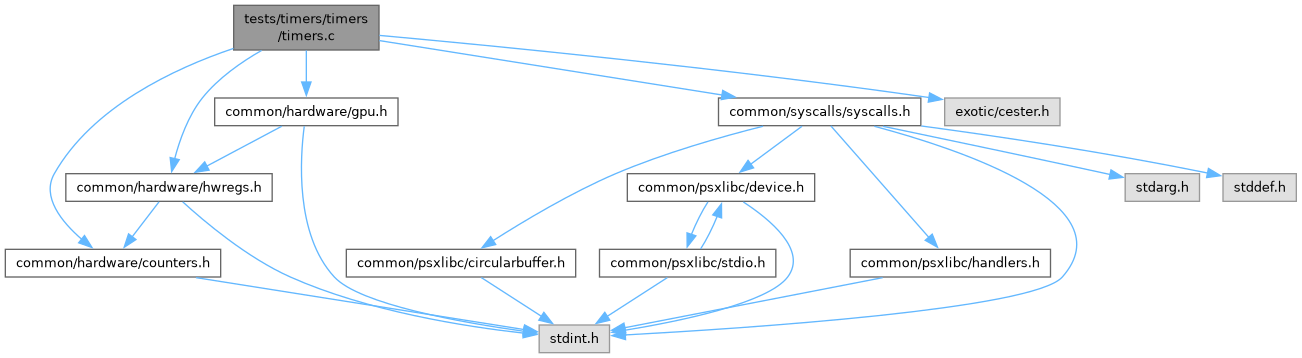 tests/timers/timers
/timers.c
common/hardware/gpu.h
common/syscalls/syscalls.h
exotic/cester.h
common/hardware/hwregs.h
common/psxlibc/device.h
stdarg.h
stddef.h
common/hardware/counters.h
common/psxlibc/circularbuffer.h
common/psxlibc/stdio.h
common/psxlibc/handlers.h
stdint.h